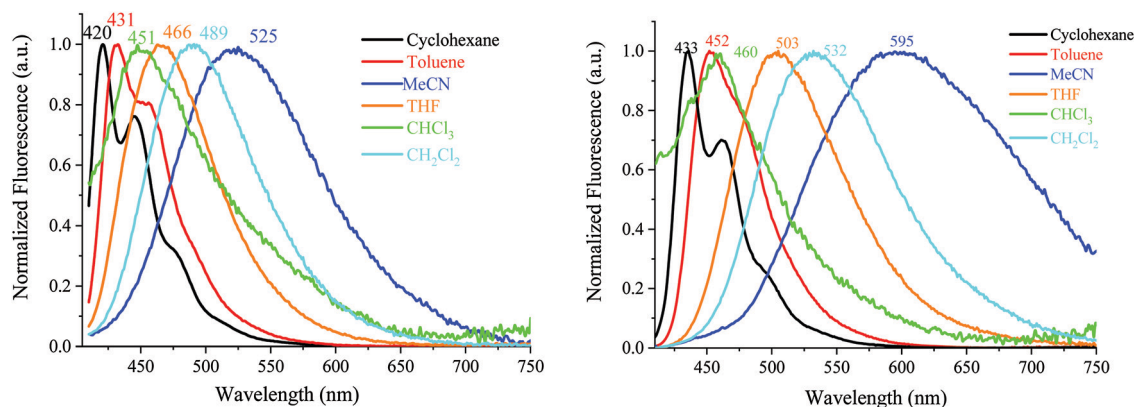 420
431
451
466
489
525
1.0
0.8
0.6
0.4
0.2
0.0
Normalized Fluorescence (a.u.)
Cyclohexane
Toluene
MeCN
THF
CHCl3
CH2Cl2
450
500
550
600
650
700
750
Wavelength (nm)
433
452
460
503
532
595
1.0
0.8
0.6
0.4
0.2
0.0
Normalized Fluorescence (a.u.)
Cyclohexane
Toluene
MeCN
THF
CHCl3
CH2Cl2
450
500
550
600
650
700
750
Wavelength (nm)